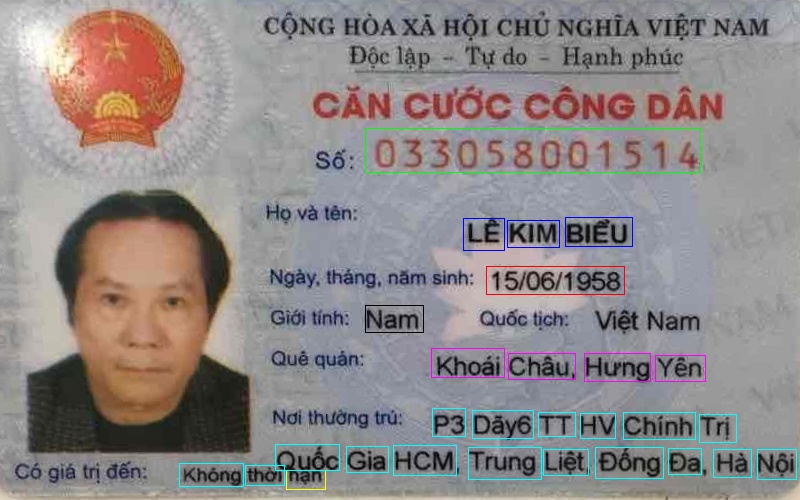 CỘNG HÒA XÃ HỘI CHỦ NGHĨA VIỆT NAM
Độc lập - Tự do - Hạnh phúc
CĂN CƯỚC CÔNG DÂN
Số: 033058001514
Họ và tên:
LÊ KIM BIỂU
Ngày, tháng, năm sinh: 15/06/1958
Giới tính: Nam Quốc tịch: Việt Nam
Quê quán: Khoái Châu, Hưng Yên
Nơi thường trú: P3 Dãy6 TT HV Chính Trị
Quốc Gia HCM, Trung Liệt, Đống Đa, Hà Nội
Có giá trị đến: Không thời hạn